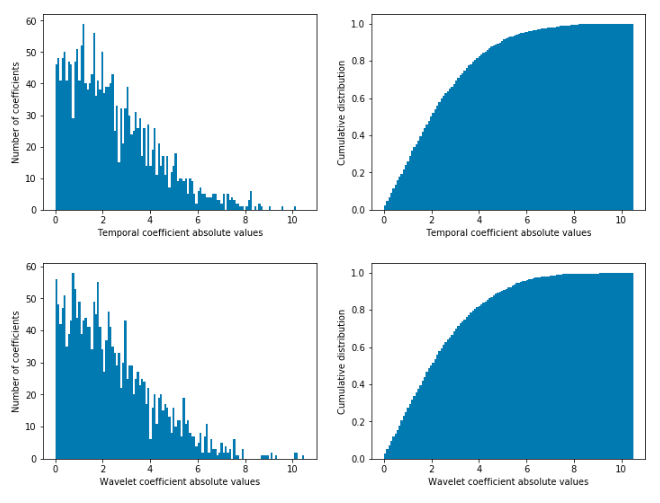 60
50
40
30
20
10
0
Number of coefficients
0 2 4 6 8 10
Temporal coefficient absolute values
1.0
0.8
0.6
0.4
0.2
0.0
Cumulative distribution
0 2 4 6 8 10
Temporal coefficient absolute values
60
50
40
30
20
10
0
Number of coefficients
0 2 4 6 8 10
Wavelet coefficient absolute values
1.0
0.8
0.6
0.4
0.2
0.0
Cumulative distribution
0 2 4 6 8 10
Wavelet coefficient absolute values